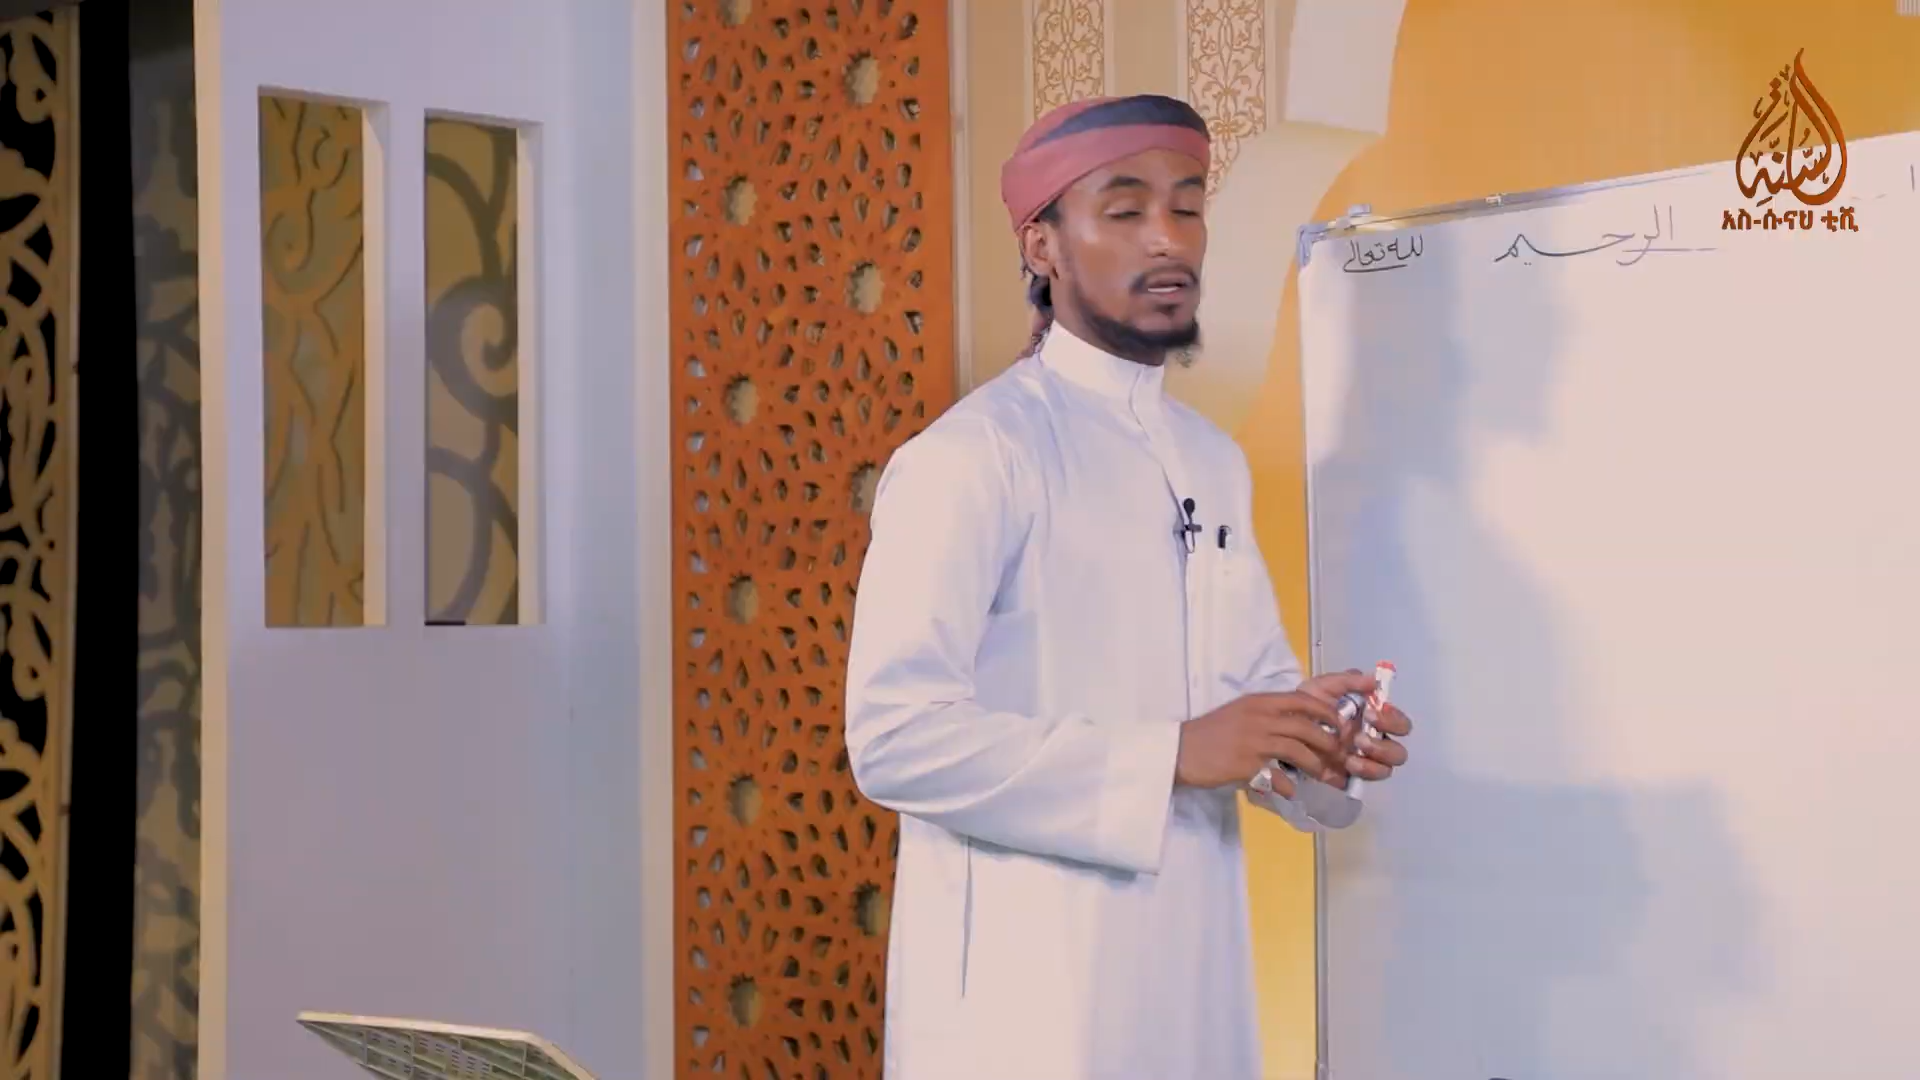 السنة
አስ-ሱናህ ቲቪ
الرحيم
لله تعالى